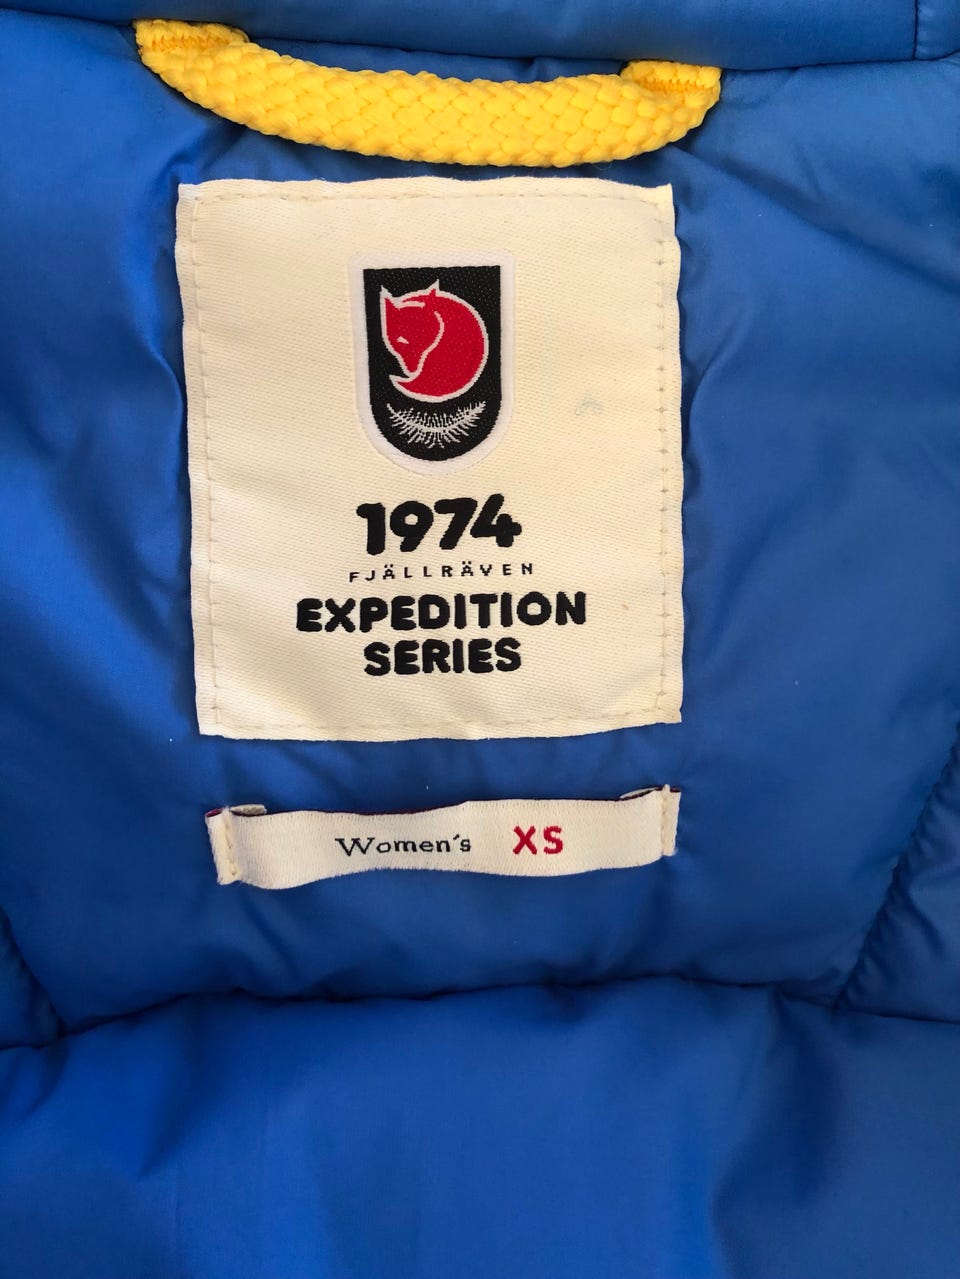 1974
FJÄLLRÄVEN
EXPEDITION
SERIES
Women's XS